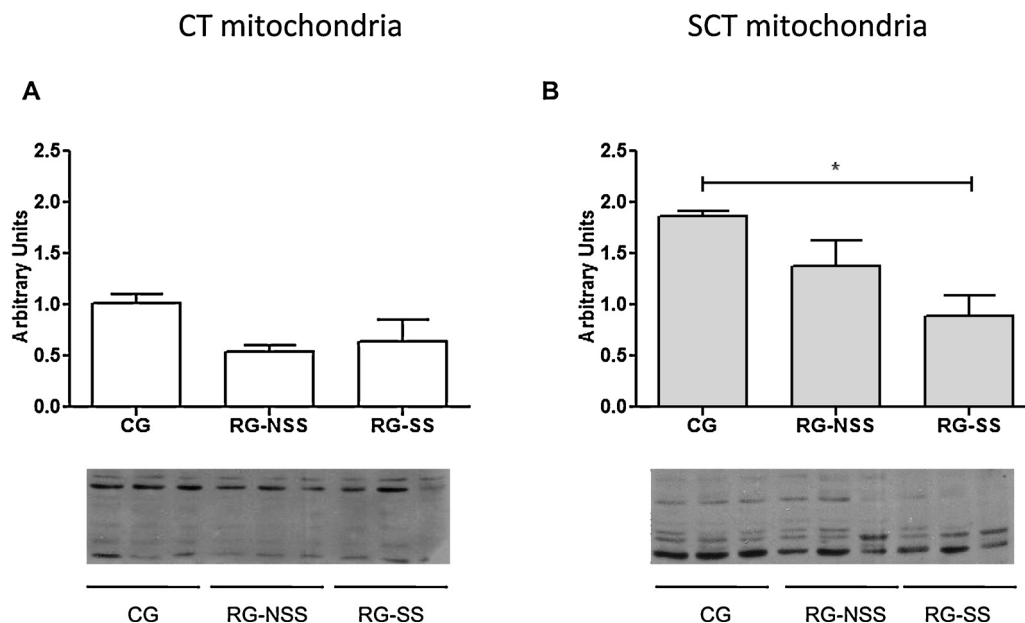 CT mitochondria
SCT mitochondria
A
B
Arbitrary Units
2.5
2.0
1.5
1.0
0.5
0.0
CG RG-NSS RG-SS
Arbitrary Units
2.5
2.0
1.5
1.0
0.5
0.0
*
CG RG-NSS RG-SS
CG RG-NSS RG-SS
CG RG-NSS RG-SS